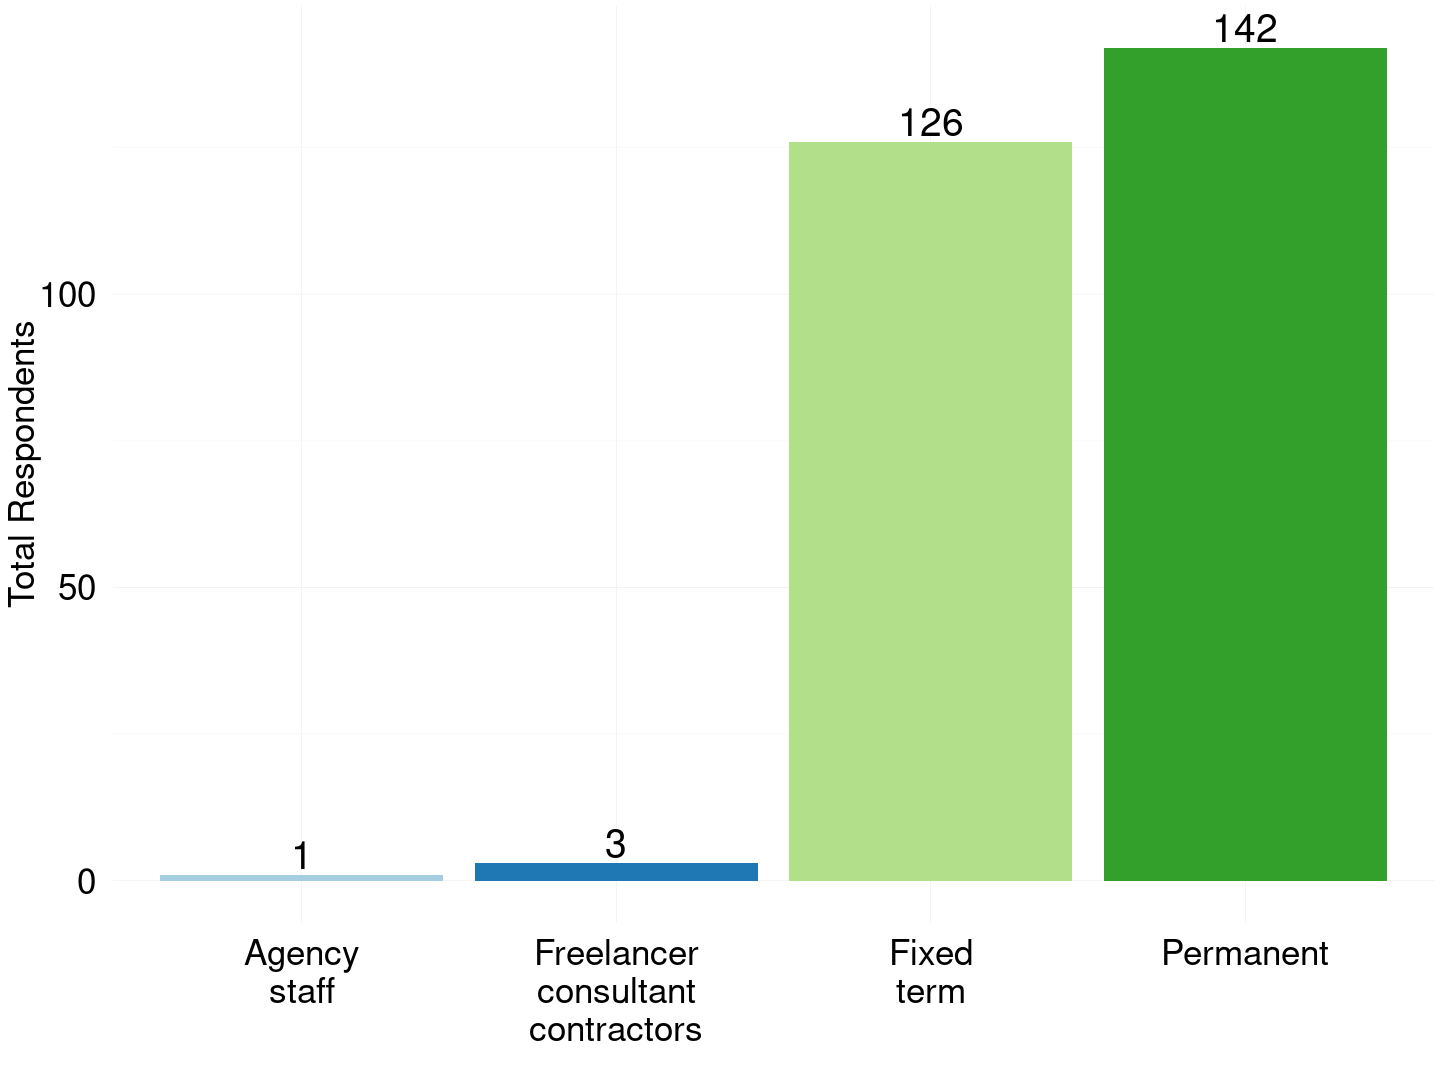 142
126
100
50
0
Total Respondents
1
3
Agency
staff
Freelancer
consultant
contractors
Fixed
term
Permanent